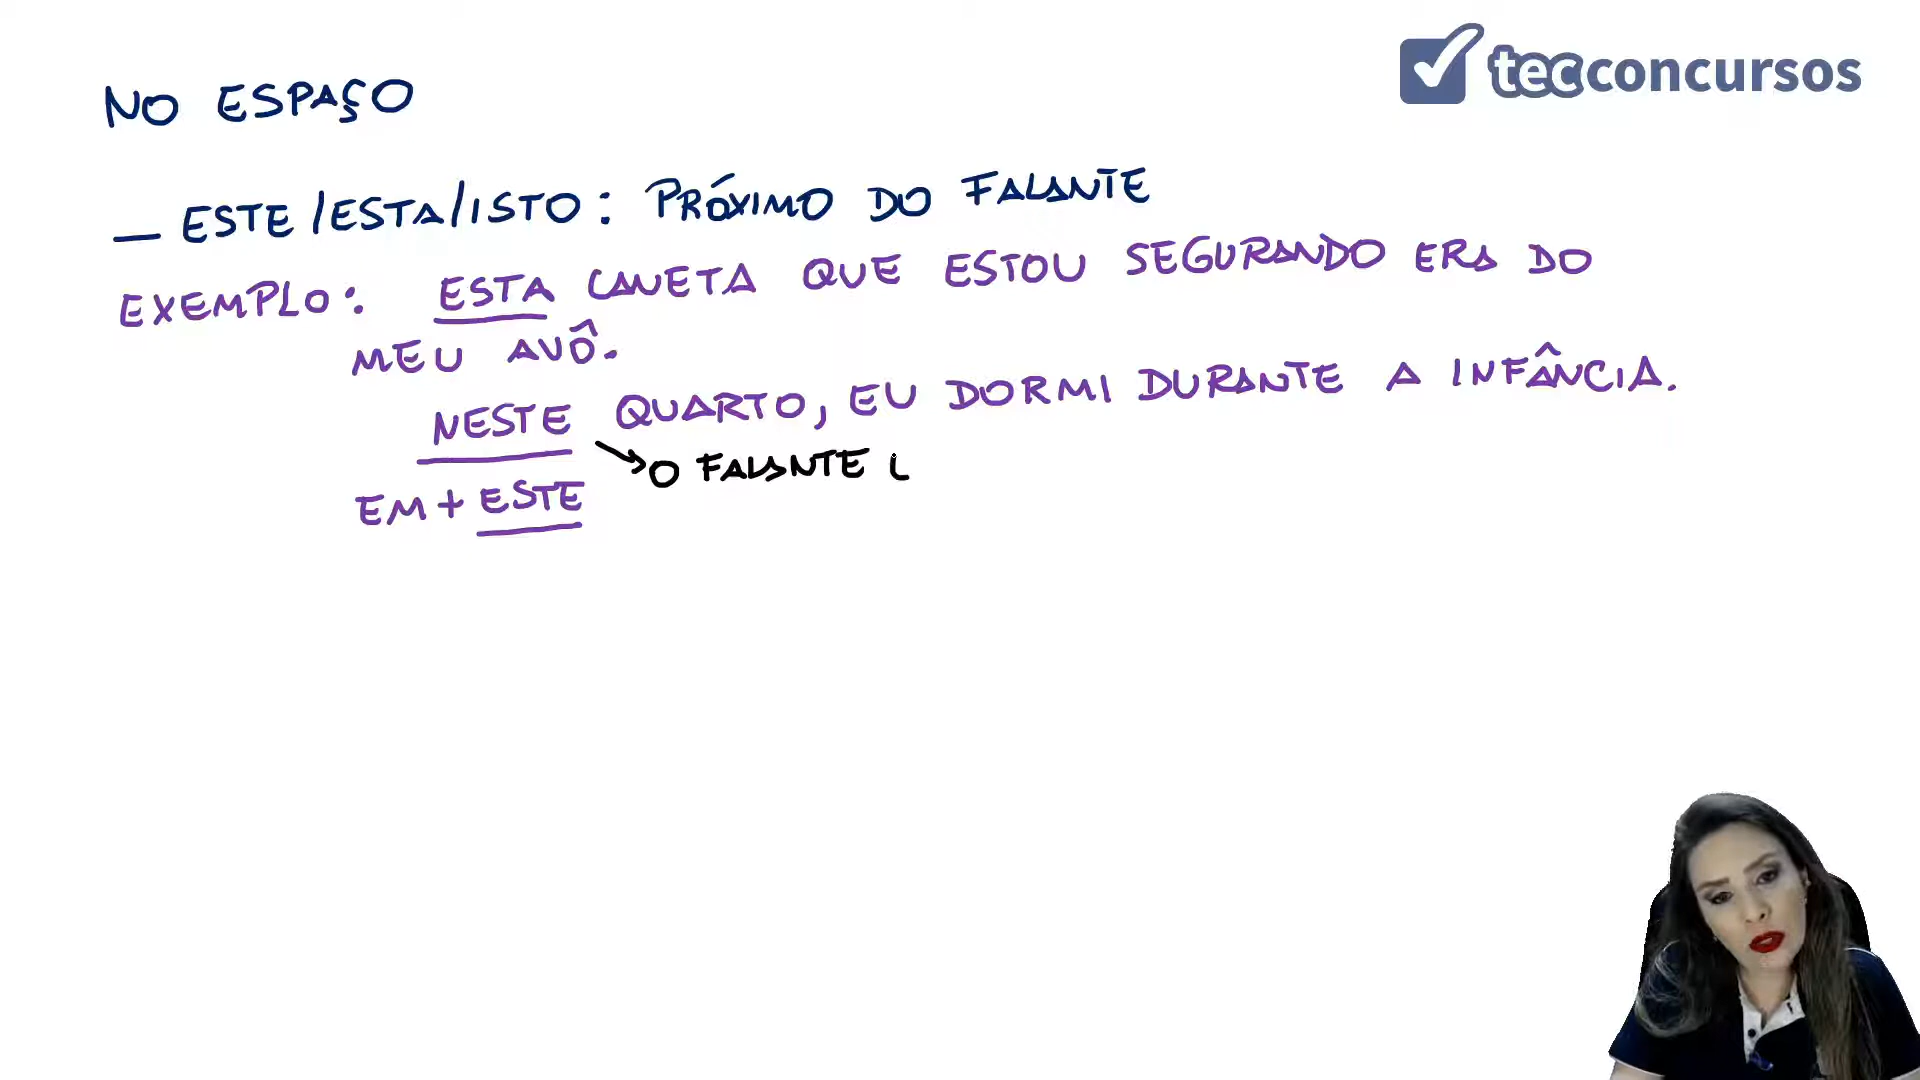 tecconcursos
NO ESPAÇO
— ESTE/ESTA/ISTO: PRÓXIMO DO FALANTE
EXEMPLO: ESTA CANETA QUE ESTOU SEGURANDO ERA DO
MEU AVÔ.
NESTE QUARTO, EU DORMI DURANTE A INFÂNCIA.
O FALANTE
EM + ESTE